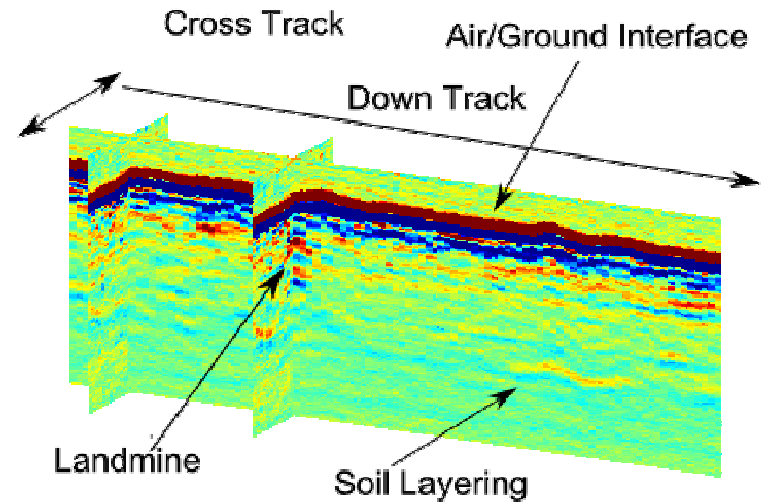 Cross Track
Air/Ground Interface
Down Track
Landmine
Soil Layering